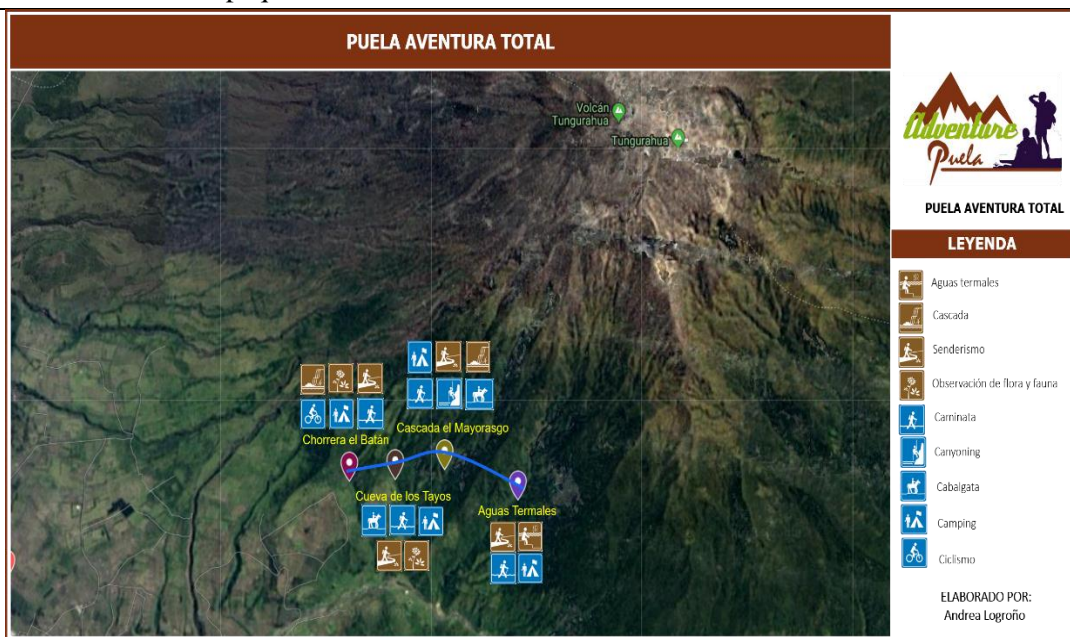 PUELA AVENTURA TOTAL
Volcán
Tungurahua
Tungurahua
Chorrera el Batán
Cascada el Mayorasgo
Cueva de los Tayos
Aguas Termales
Adventure
Puela
PUELA AVENTURA TOTAL
LEYENDA
Aguas termales
Cascada
Senderismo
Observación de flora y fauna
Caminata
Canyoning
Cabalgata
Camping
Ciclismo
ELABORADO POR:
Andrea Logroño